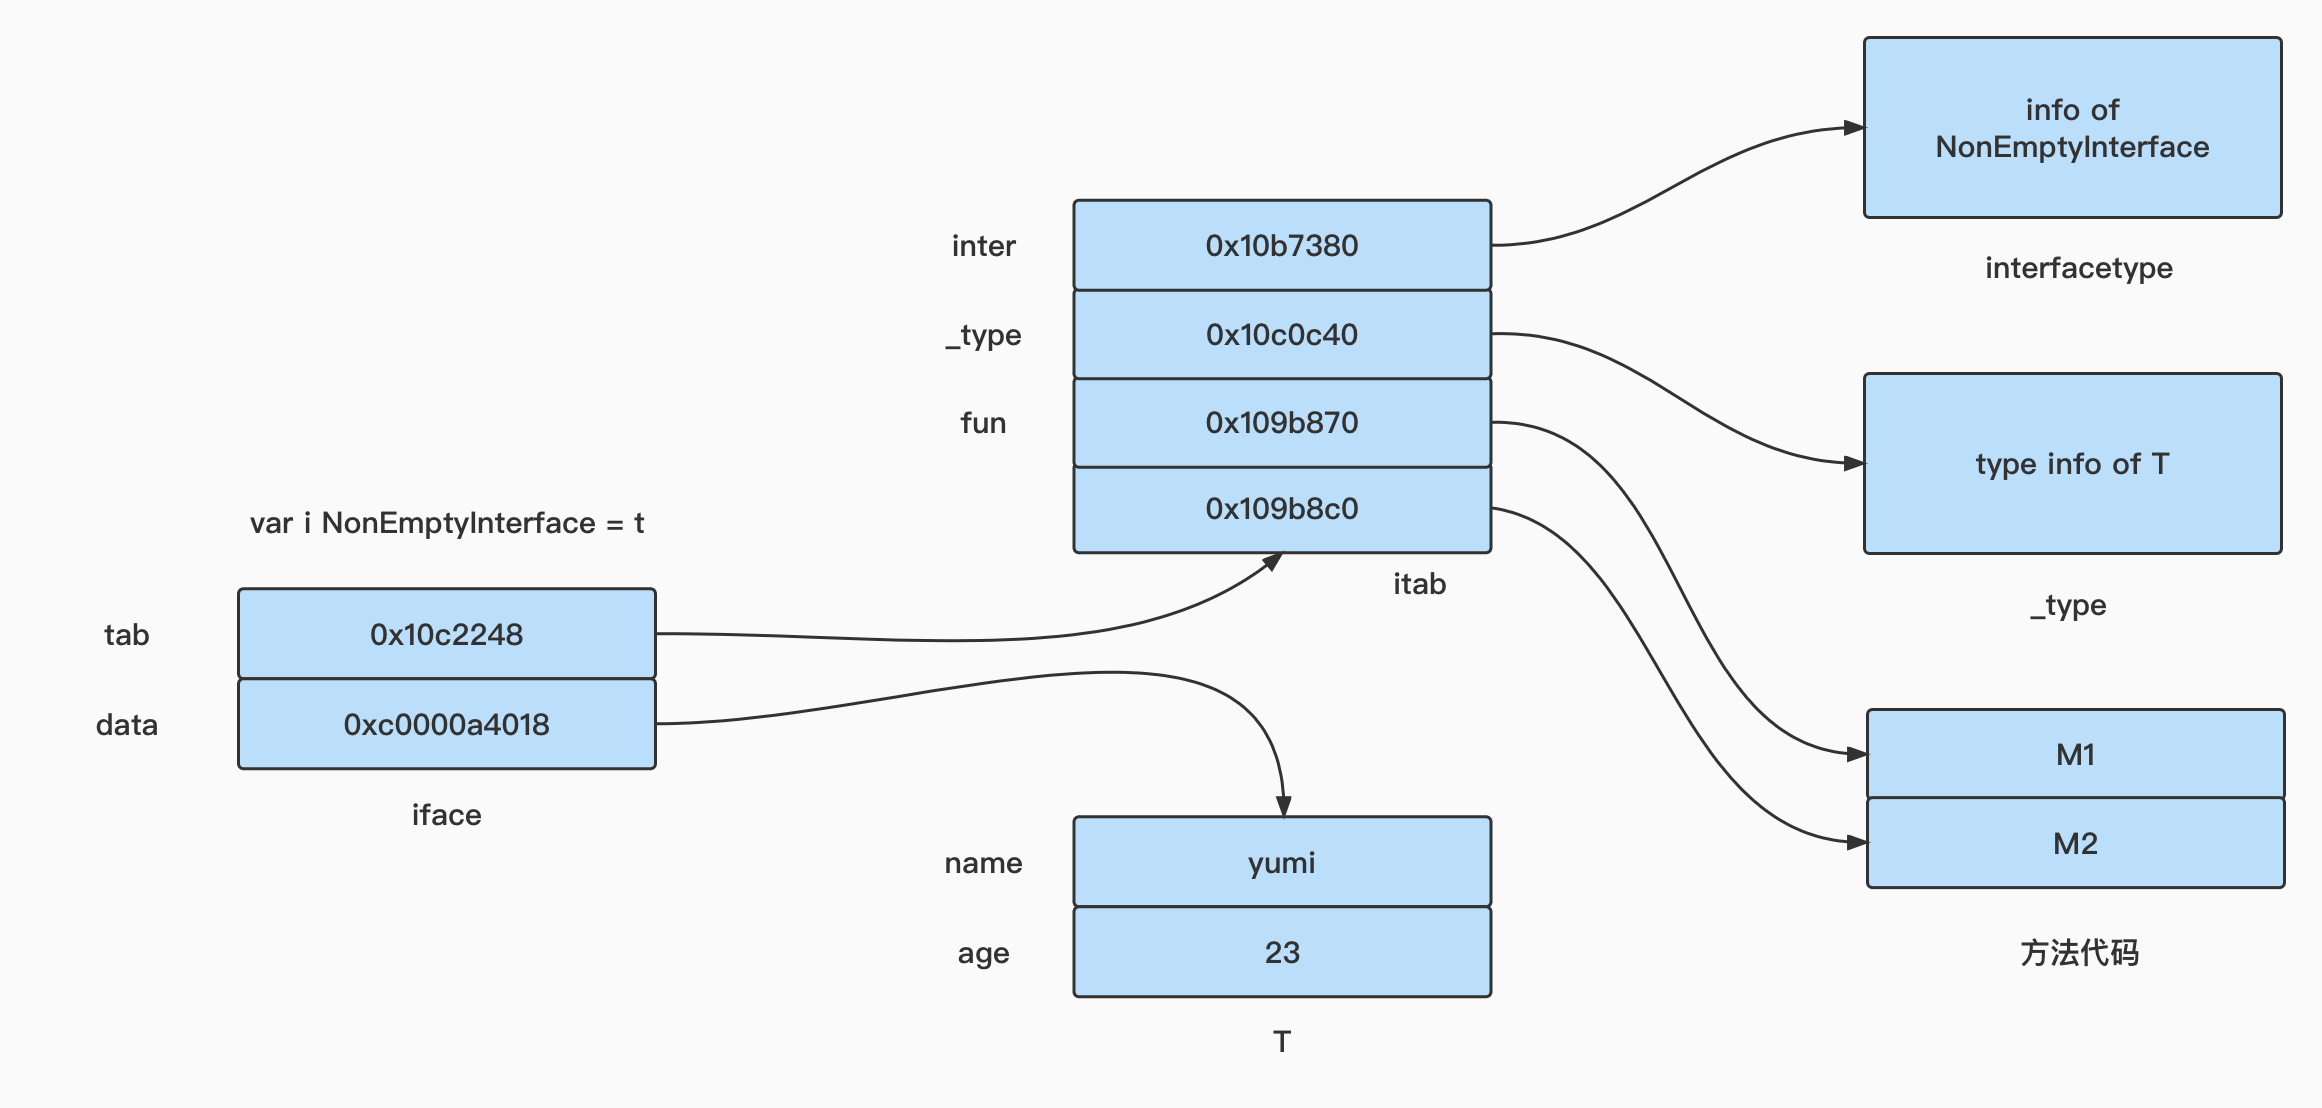 info of
NonEmptyInterface
interfacetype
inter
0x10b7380
_type
0x10c0c40
fun
0x109b870
0x109b8c0
itab
type info of T
_type
var i NonEmptyInterface = t
tab
0x10c2248
data
0xc0000a4018
iface
M1
M2
方法代码
name
yumi
age
23
T